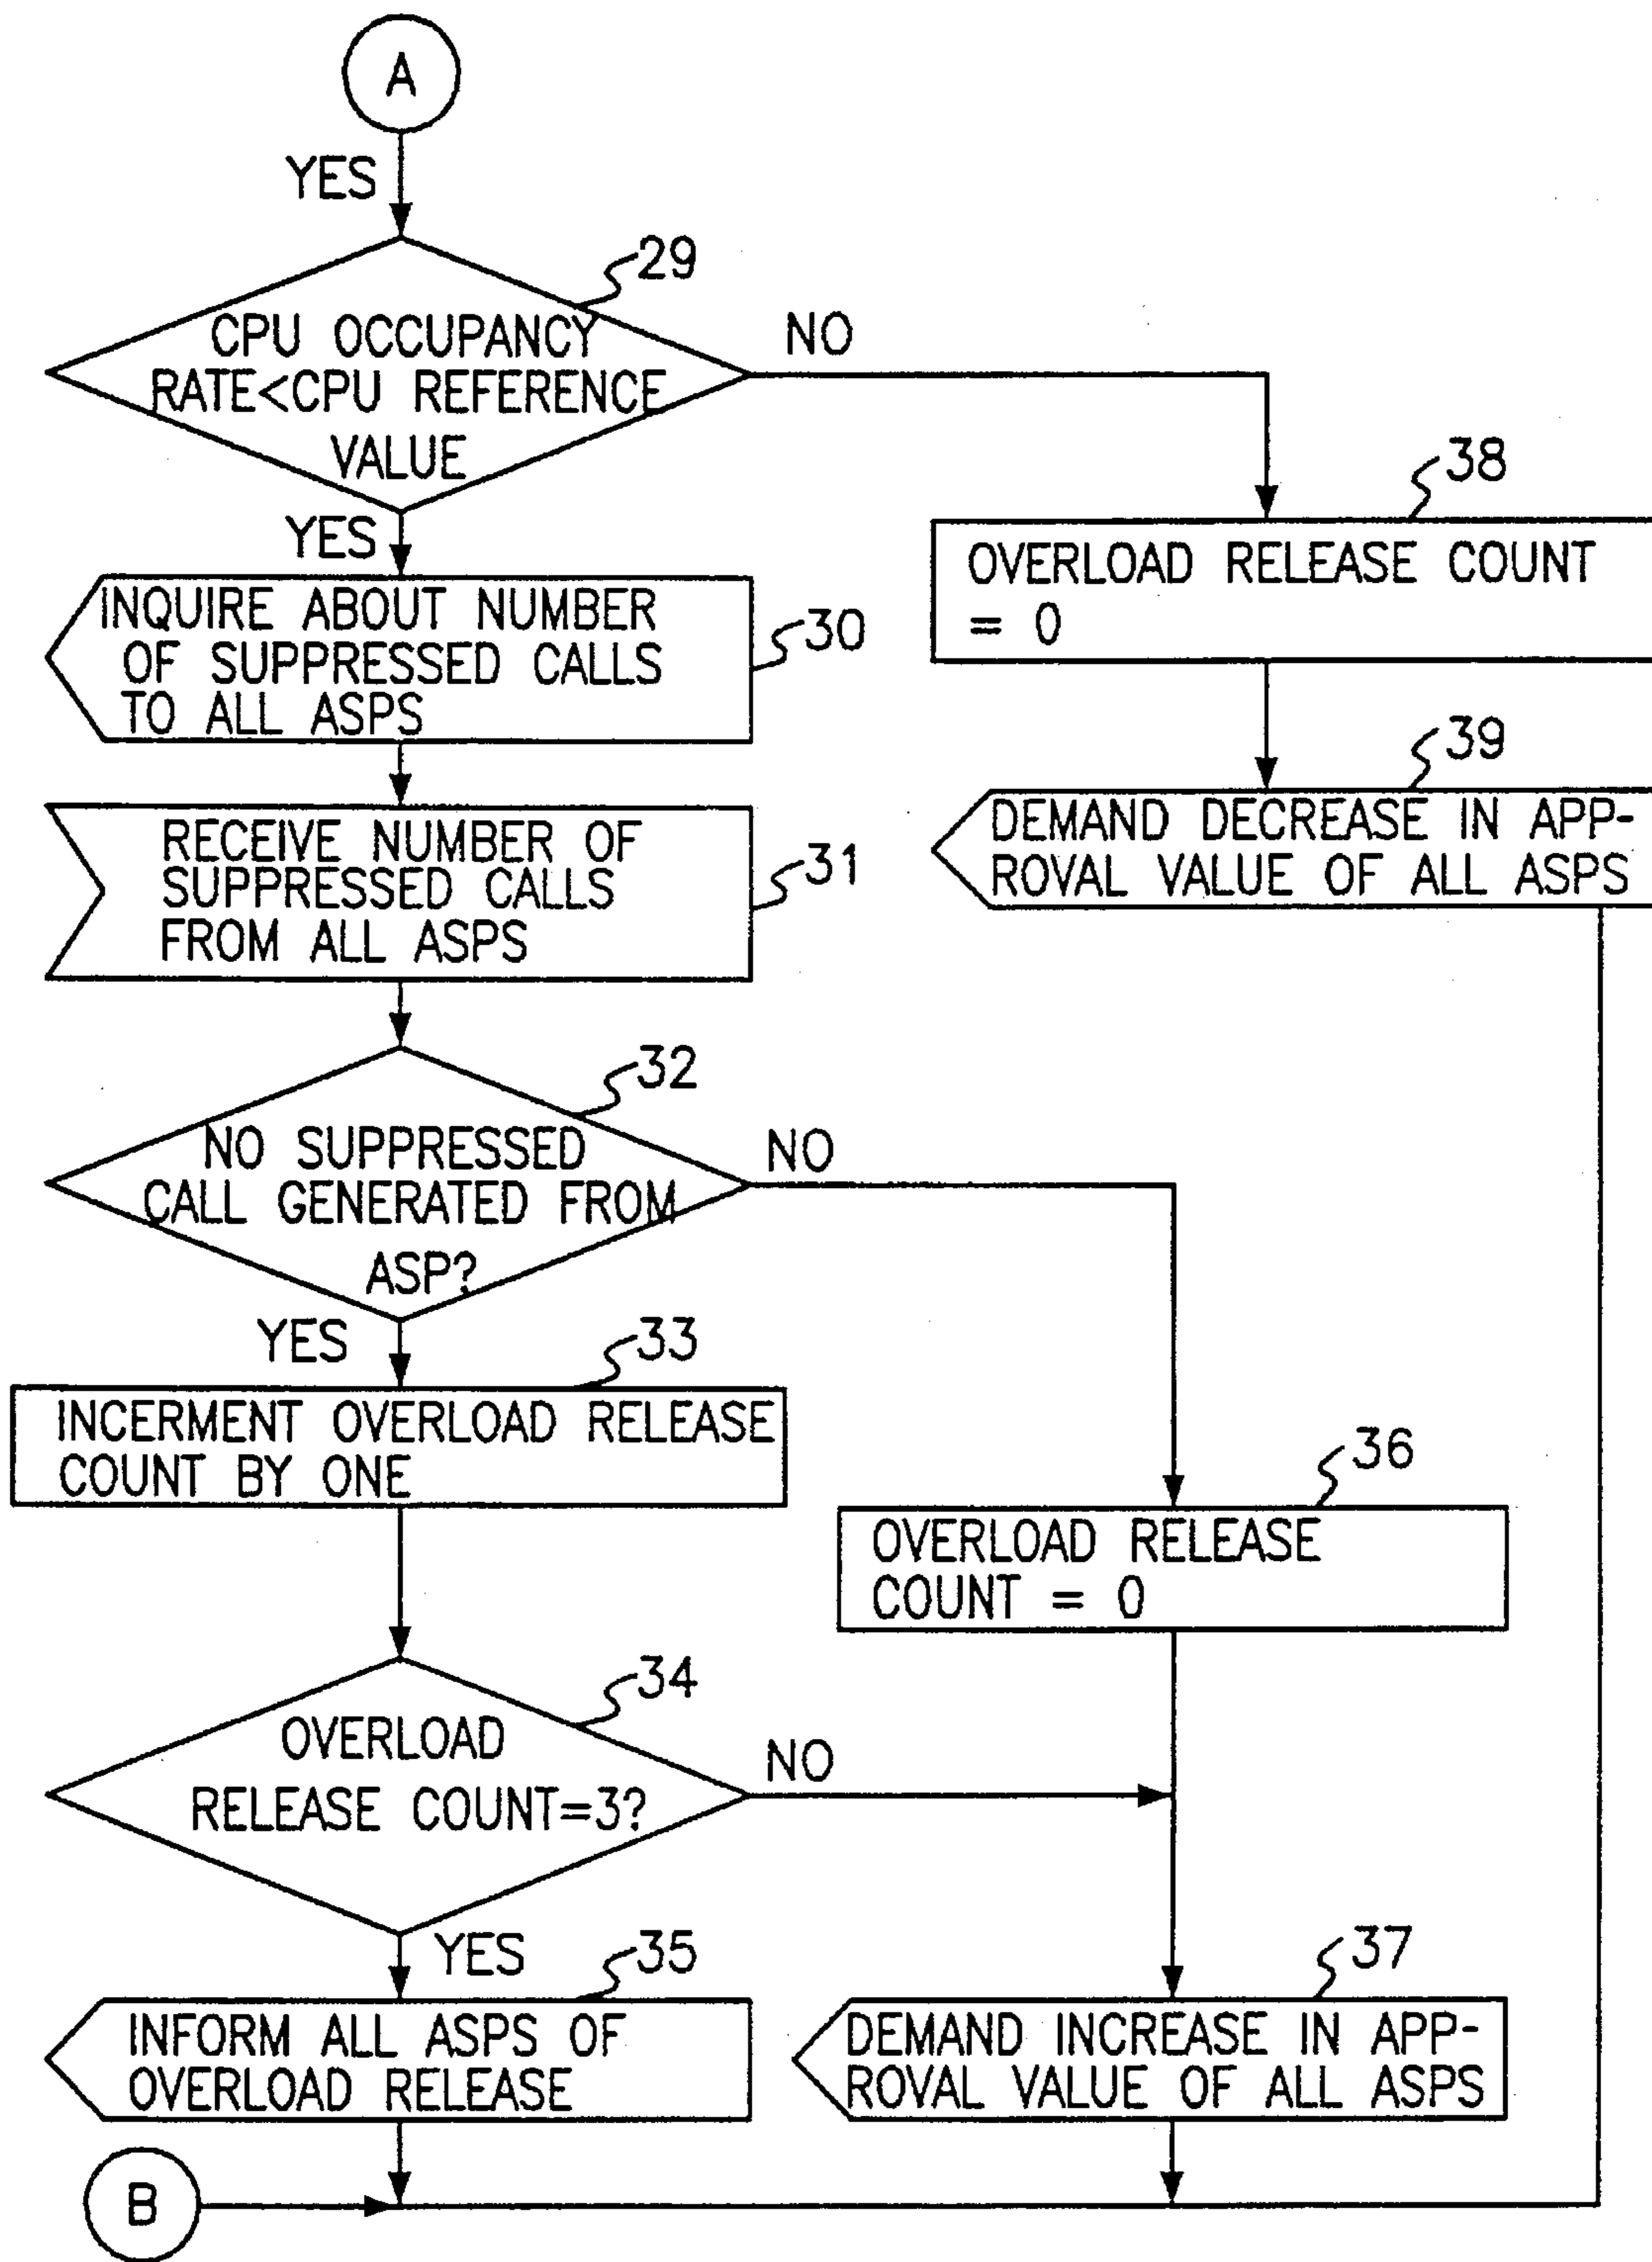 A
YES
29
CPU OCCUPANCY
RATE<CPU REFERENCE
VALUE
NO
YES
38
OVERLOAD RELEASE COUNT
= 0
INQUIRE ABOUT NUMBER
OF SUPPRESSED CALLS
TO ALL ASPS
30
39
DEMAND DECREASE IN APP-
ROVAL VALUE OF ALL ASPS
RECEIVE NUMBER OF
SUPPRESSED CALLS
FROM ALL ASPS
31
32
NO SUPPRESSED
CALL GENERATED FROM
ASP?
NO
YES
33
INCERMENT OVERLOAD RELEASE
COUNT BY ONE
36
OVERLOAD RELEASE
COUNT = 0
34
OVERLOAD
RELEASE COUNT=3?
NO
YES
35
INFORM ALL ASPS OF
OVERLOAD RELEASE
37
DEMAND INCREASE IN APP-
ROVAL VALUE OF ALL ASPS
B